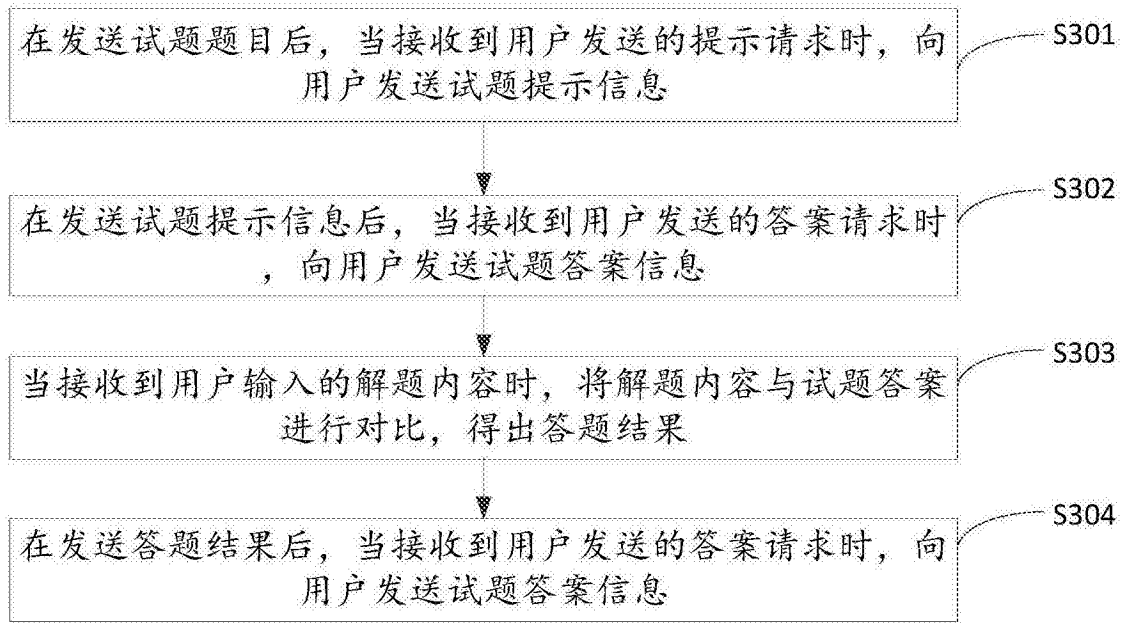 在发送试题题目后，当接收到用户发送的提示请求时，向
用户发送试题提示信息
S301
在发送试题提示信息后，当接收到用户发送的答案请求时
，向用户发送试题答案信息
S302
当接收到用户输入的解题内容时，将解题内容与试题答案
进行对比，得出答题结果
S303
在发送答题结果后，当接收到用户发送的答案请求时，向
用户发送试题答案信息
S304